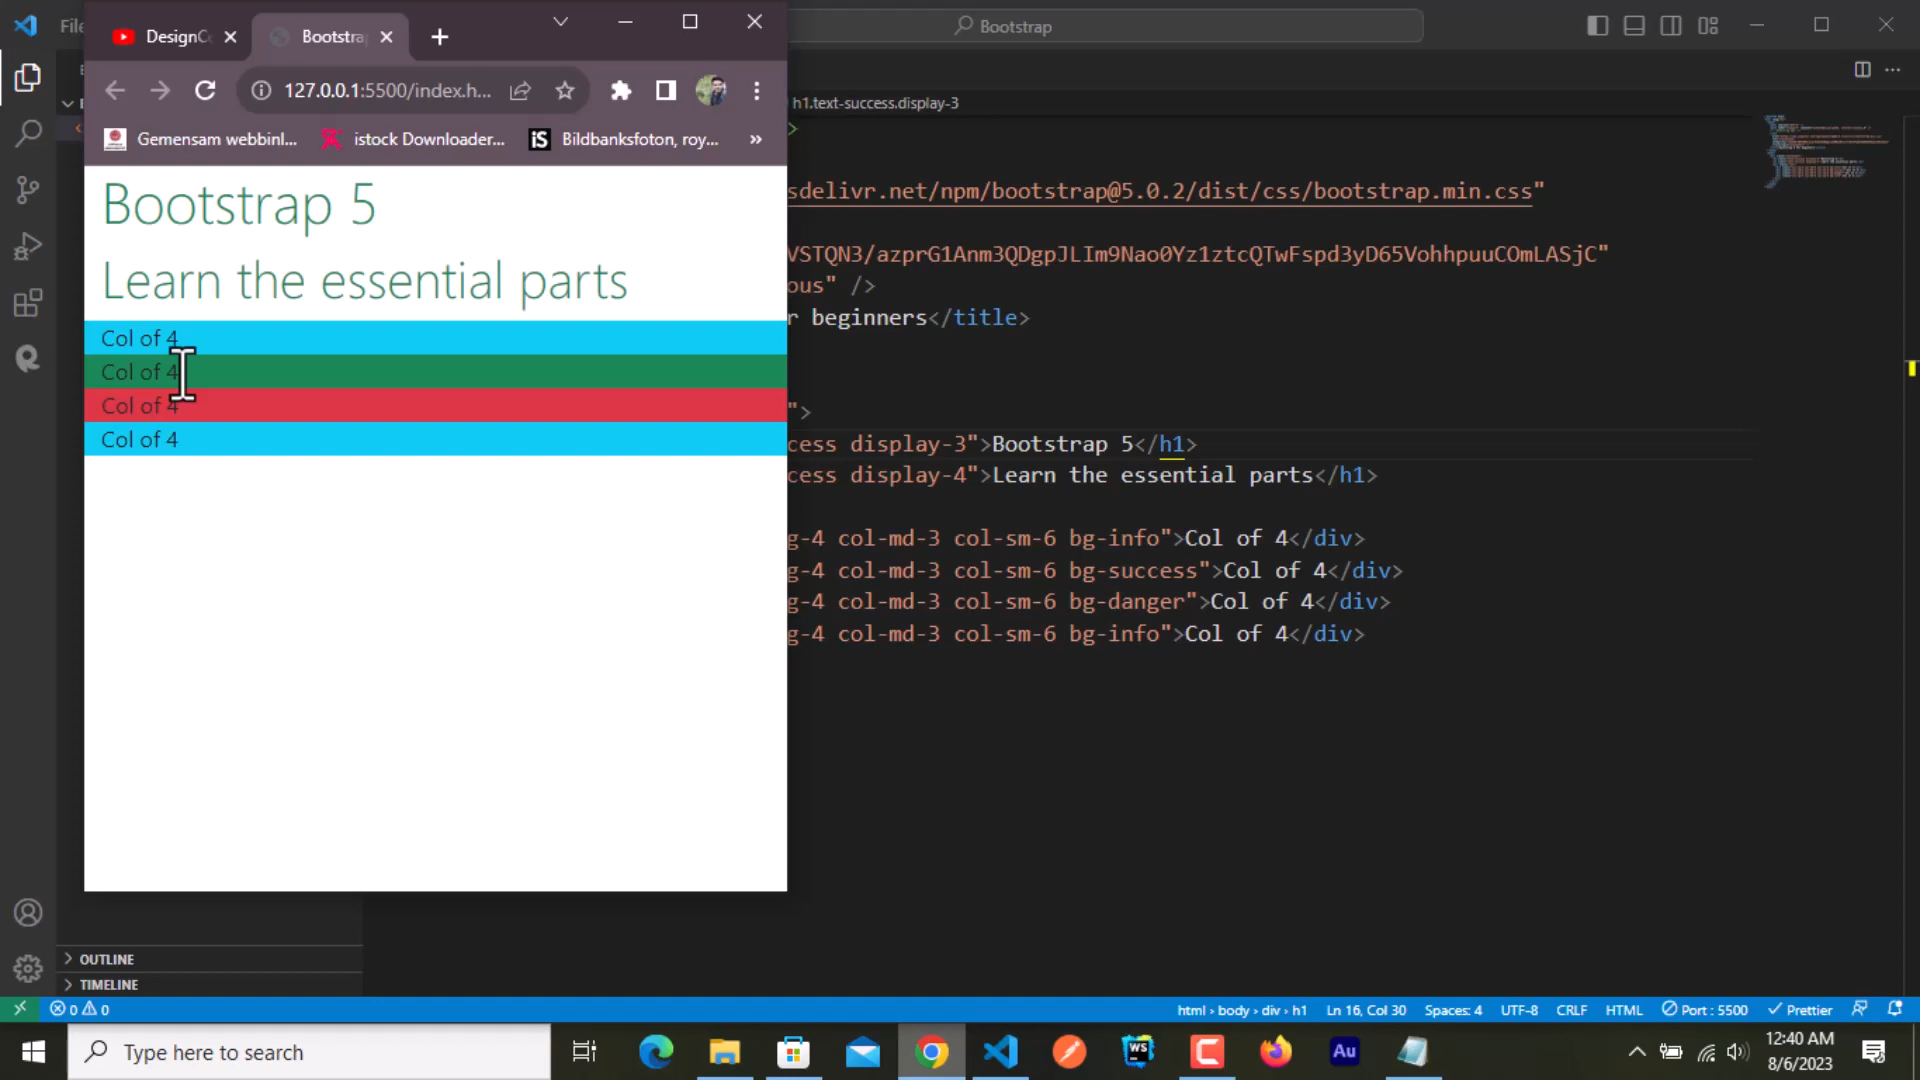 File
Bootstrap
DesignCo
Bootstrap
127.0.0.1:5500/index.h...
Gemensam webbinl...
istock Downloader...
iS
Bildbanksfoton, roy...
»
h1.text-success.display-3
>
sdelivr.net/npm/bootstrap@5.0.2/dist/css/bootstrap.min.css"
VSTQN3/azprG1Anm3QDgpJLIm9Nao0Yz1ztcQTwFspd3yD65VohhpuuCOmLASjC"
ous" />
r beginners</title>
">
cess display-3">Bootstrap 5</h1>
cess display-4">Learn the essential parts</h1>
g-4 col-md-3 col-sm-6 bg-info">Col of 4</div>
g-4 col-md-3 col-sm-6 bg-success">Col of 4</div>
g-4 col-md-3 col-sm-6 bg-danger">Col of 4</div>
g-4 col-md-3 col-sm-6 bg-info">Col of 4</div>
Bootstrap 5
Learn the essential parts
Col of 4
Col of 4
Col of 4
Col of 4
OUTLINE
TIMELINE
0 0
html › body › div › h1
Ln 16, Col 30
Spaces: 4
UTF-8
CRLF
HTML
Port : 5500
Prettier
Type here to search
WS
Au
12:40 AM
8/6/2023